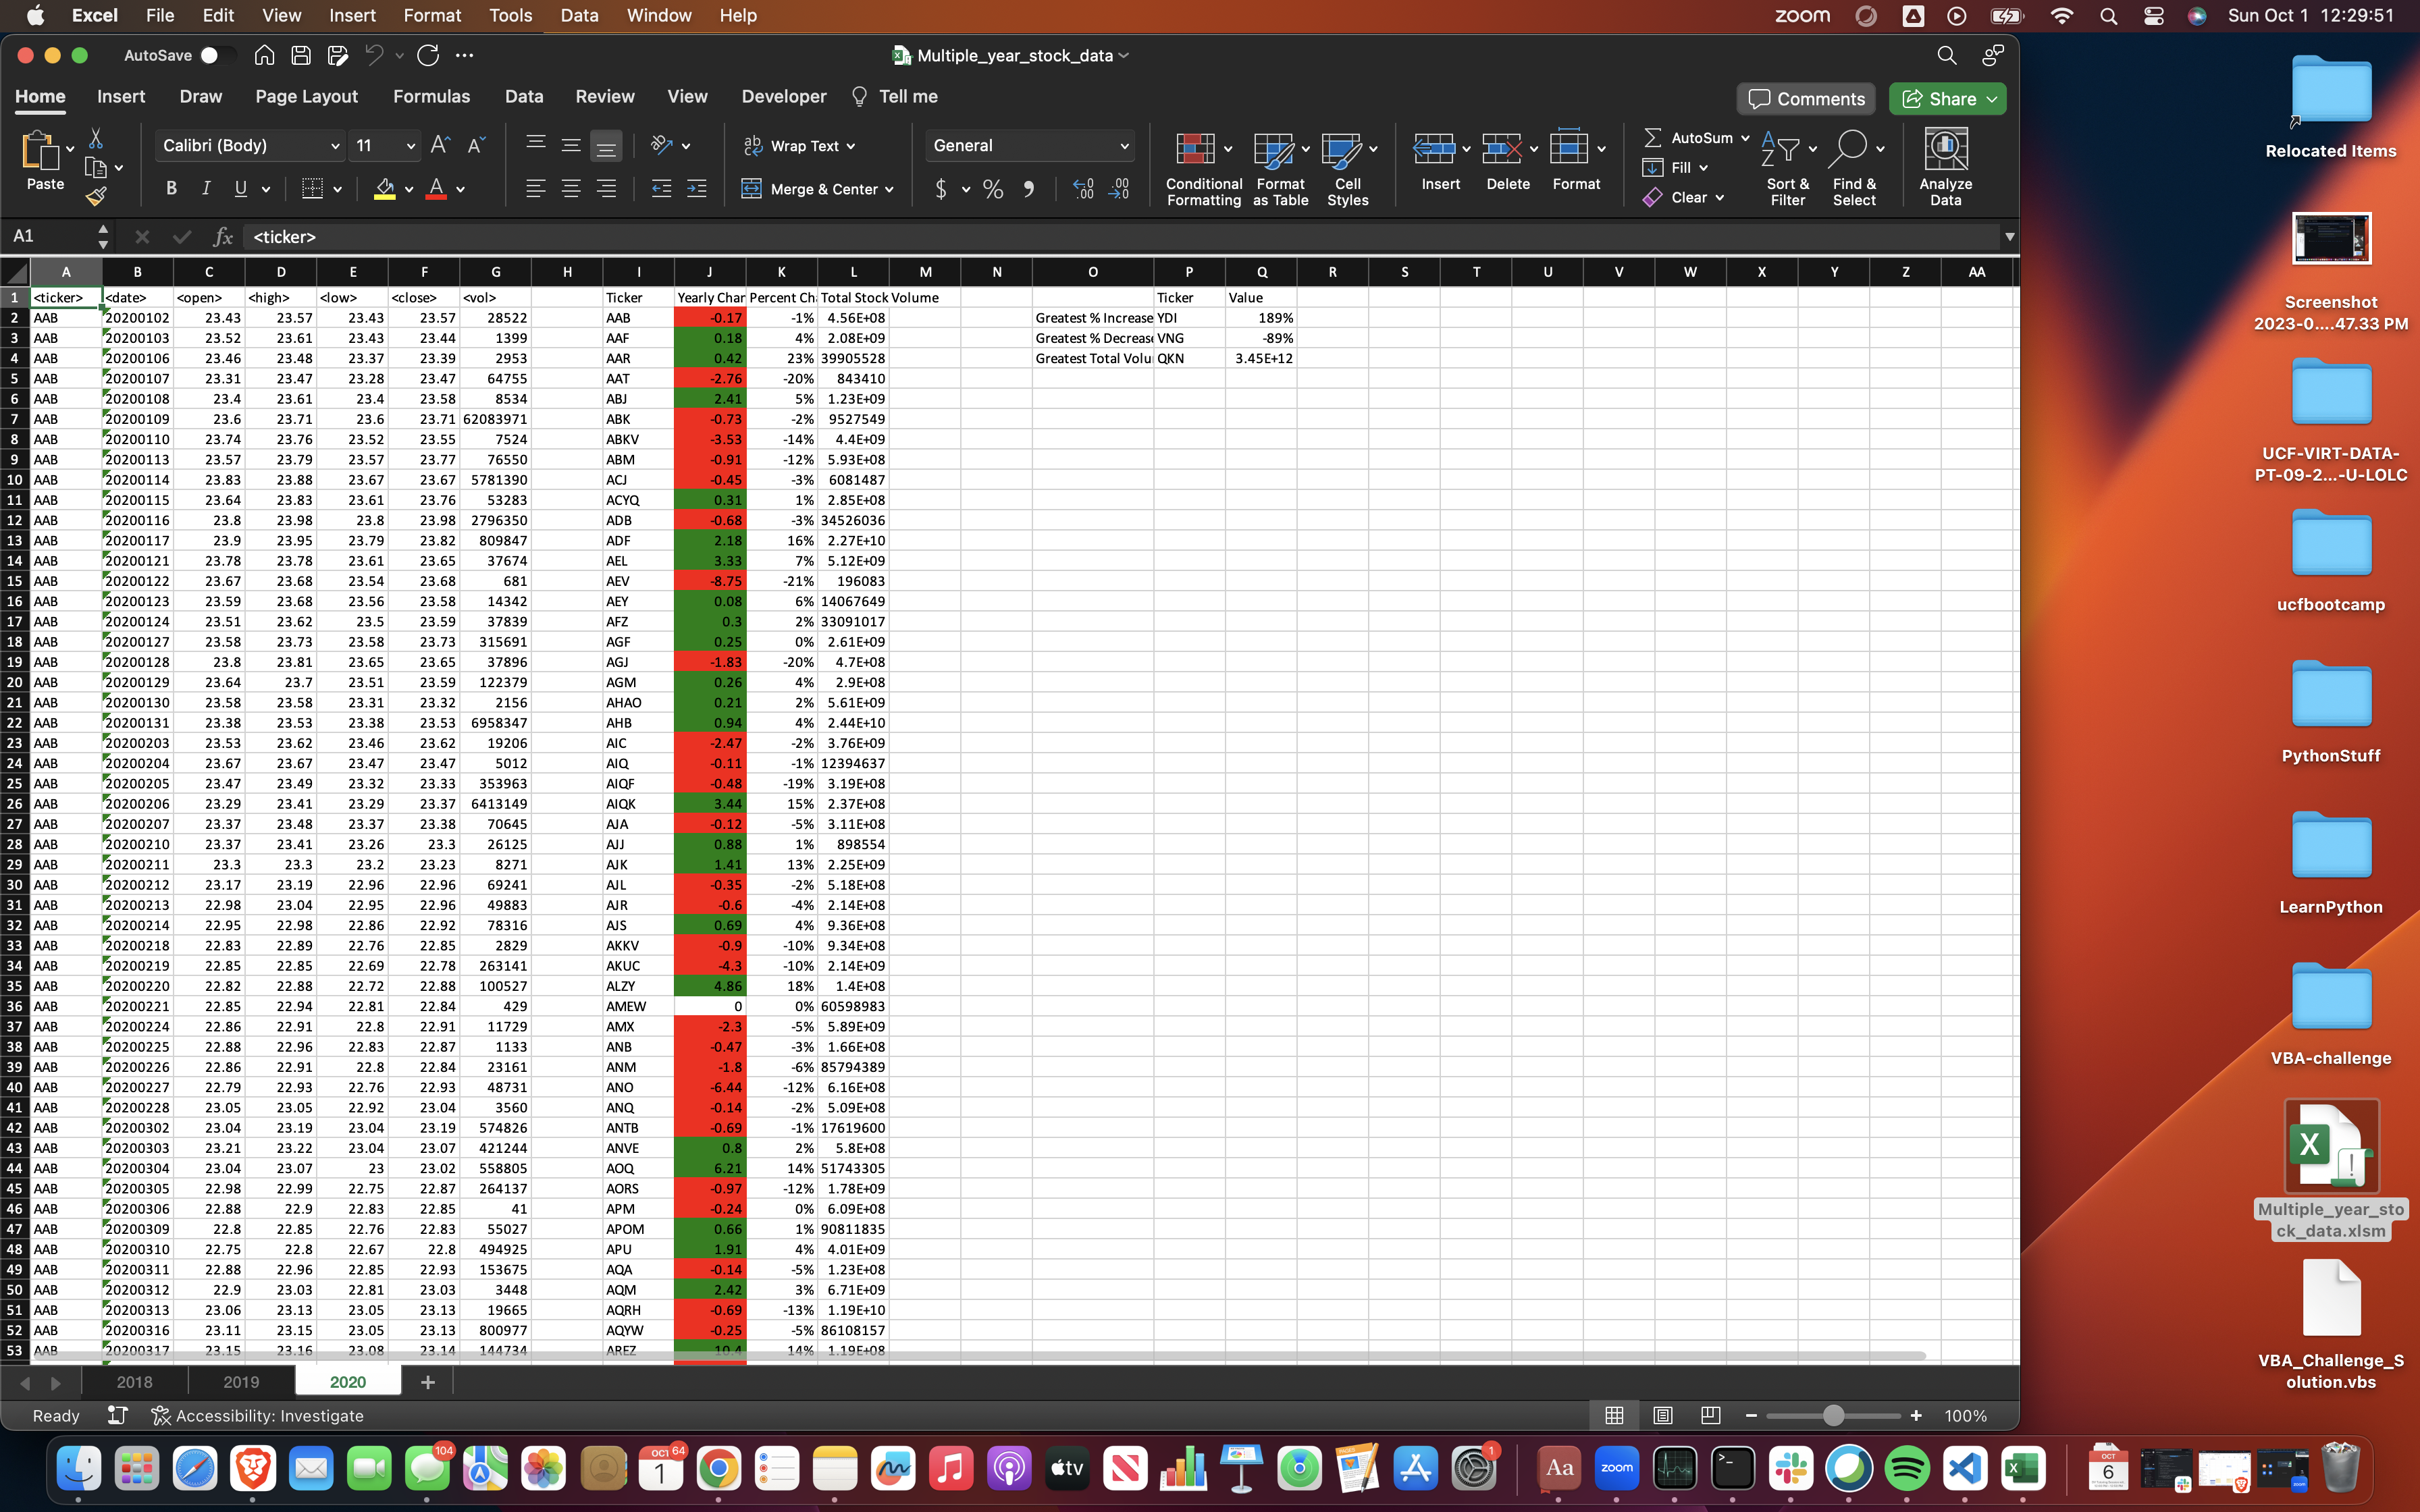 Excel File Edit View Insert Format Tools Data Window Help zoom Sun Oct 1 12:29:51
AutoSave Multiple_year_stock_data
Home Insert Draw Page Layout Formulas Data Review View Developer Tell me Comments Share
Paste Calibri (Body) 11 Wrap Text General AutoSum
B I U Merge & Center $ % Conditional Formatting Format as Table Cell Styles Insert Delete Format Fill Clear Sort & Filter Find & Select Analyze Data
A1 fx <ticker>
A B C D E F G H I J K L M N O P Q R S T U V W X Y Z AA
1 <ticker> <date> <open> <high> <low> <close> <vol> Ticker Yearly Char Percent Ch Total Stock Volume Ticker Value
2 AAB 20200102 23.43 23.57 23.43 23.57 28522 AAB -0.17 -1% 4.56E+08 Greatest % Increase YDI 189%
3 AAB 20200103 23.52 23.61 23.43 23.44 1399 AAF 0.18 4% 2.08E+09 Greatest % Decreas VNG -89%
4 AAB 20200106 23.46 23.48 23.37 23.39 2953 AAR 0.42 23% 39905528 Greatest Total Volu QKN 3.45E+12
5 AAB 20200107 23.31 23.47 23.28 23.47 64755 AAT -2.76 -20% 843410
6 AAB 20200108 23.4 23.61 23.4 23.58 8534 ABJ 2.41 5% 1.23E+09
7 AAB 20200109 23.6 23.71 23.6 23.71 62083971 ABK -0.73 -2% 9527549
8 AAB 20200110 23.74 23.76 23.52 23.55 7524 ABKV -3.53 -14% 4.4E+09
9 AAB 20200113 23.57 23.79 23.57 23.77 76550 ABM -0.91 -12% 5.93E+08
10 AAB 20200114 23.83 23.88 23.67 23.67 5781390 ACJ -0.45 -3% 6081487
11 AAB 20200115 23.64 23.83 23.61 23.76 53283 ACYQ 0.31 1% 2.85E+08
12 AAB 20200116 23.8 23.98 23.8 23.98 2796350 ADB -0.68 -3% 34526036
13 AAB 20200117 23.9 23.95 23.79 23.82 809847 ADF 2.18 16% 2.27E+10
14 AAB 20200121 23.78 23.78 23.61 23.65 37674 AEL 3.33 7% 5.12E+09
15 AAB 20200122 23.67 23.68 23.54 23.68 681 AEV -8.75 -21% 196083
16 AAB 20200123 23.59 23.68 23.56 23.58 14342 AEY 0.08 6% 14067649
17 AAB 20200124 23.51 23.62 23.5 23.59 37839 AFZ 0.3 2% 33091017
18 AAB 20200127 23.58 23.73 23.58 23.73 315691 AGF 0.25 0% 2.61E+09
19 AAB 20200128 23.8 23.81 23.65 23.65 37896 AGJ -1.83 -20% 4.7E+08
20 AAB 20200129 23.64 23.7 23.51 23.59 122379 AGM 0.26 4% 2.9E+08
21 AAB 20200130 23.58 23.58 23.31 23.32 2156 AHAO 0.21 2% 5.61E+09
22 AAB 20200131 23.38 23.53 23.38 23.53 6958347 AHB 0.94 4% 2.44E+10
23 AAB 20200203 23.53 23.62 23.46 23.62 19206 AIC -2.47 -2% 3.76E+09
24 AAB 20200204 23.67 23.67 23.47 23.47 5012 AIQ -0.11 -1% 12394637
25 AAB 20200205 23.47 23.49 23.32 23.33 353963 AIQF -0.48 -19% 3.19E+08
26 AAB 20200206 23.29 23.41 23.29 23.37 6413149 AIQK 3.44 15% 2.37E+08
27 AAB 20200207 23.37 23.48 23.37 23.38 70645 AJA -0.12 -5% 3.11E+08
28 AAB 20200210 23.37 23.41 23.26 23.3 26125 AJJ 0.88 1% 898554
29 AAB 20200211 23.3 23.3 23.2 23.23 8271 AJK 1.41 13% 2.25E+09
30 AAB 20200212 23.17 23.19 22.96 22.96 69241 AJL -0.35 -2% 5.18E+08
31 AAB 20200213 22.98 23.04 22.95 22.96 49883 AJR -0.6 -4% 2.14E+08
32 AAB 20200214 22.95 22.98 22.86 22.92 78316 AJS 0.69 4% 9.36E+08
33 AAB 20200218 22.83 22.89 22.76 22.85 2829 AKKV -0.9 -10% 9.34E+08
34 AAB 20200219 22.85 22.85 22.69 22.78 263141 AKUC -4.3 -10% 2.14E+09
35 AAB 20200220 22.82 22.88 22.72 22.88 100527 ALZY 4.86 18% 1.4E+08
36 AAB 20200221 22.85 22.94 22.81 22.84 429 AMEW 0 0% 60598983
37 AAB 20200224 22.86 22.91 22.8 22.91 11729 AMX -2.3 -5% 5.89E+09
38 AAB 20200225 22.88 22.96 22.83 22.87 1133 ANB -0.47 -3% 1.66E+08
39 AAB 20200226 22.86 22.91 22.8 22.84 23161 ANM -1.8 -6% 85794389
40 AAB 20200227 22.79 22.93 22.76 22.93 48731 ANO -6.44 -12% 6.16E+08
41 AAB 20200228 23.05 23.05 22.92 23.04 3560 ANQ -0.14 -2% 5.09E+08
42 AAB 20200302 23.04 23.19 23.04 23.19 574826 ANTB -0.69 -1% 17619600
43 AAB 20200303 23.21 23.22 23.04 23.07 421244 ANVE 0.8 2% 5.8E+08
44 AAB 20200304 23.04 23.07 23 23.02 558805 AOQ 6.21 14% 51743305
45 AAB 20200305 22.98 22.99 22.75 22.87 264137 AORS -0.97 -12% 1.78E+09
46 AAB 20200306 22.88 22.9 22.83 22.85 41 APM -0.24 0% 6.09E+08
47 AAB 20200309 22.8 22.85 22.76 22.83 55027 APOM 0.66 1% 90811835
48 AAB 20200310 22.75 22.8 22.67 22.8 494925 APU 1.91 4% 4.01E+09
49 AAB 20200311 22.88 22.96 22.85 22.93 153675 AQA -0.14 -5% 1.23E+08
50 AAB 20200312 22.9 23.03 22.81 23.03 3448 AQM 2.42 3% 6.71E+09
51 AAB 20200313 23.06 23.13 23.05 23.13 19665 AQRH -0.69 -13% 1.19E+10
52 AAB 20200316 23.11 23.15 23.05 23.13 800977 AQYW -0.25 -5% 86108157
53 AAB 20200317 23.15 23.16 23.08 23.14 144734 AREZ 10.4 14% 1.19E+08
2018 2019 2020 +
Ready Accessibility: Investigate 100%
Relocated Items
Screenshot
2023-0....47.33 PM
UCF-VIRT-DATA-
PT-09-2...-U-LOLC
ucfbootcamp
PythonStuff
LearnPython
VBA-challenge
Multiple_year_sto
ck_data.xlsm
VBA_Challenge_S
olution.vbs
104 OCT 64 1 tv 1 Aa zoom OCT 6